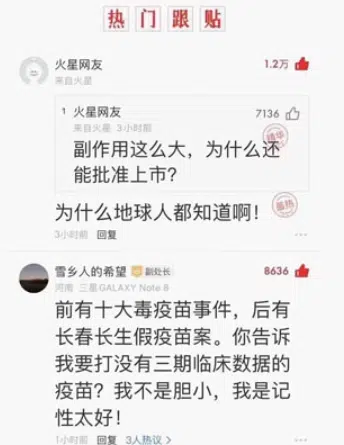 热门跟贴
火星网友
1.2万
来自火星
1 火星网友
7136
来自火星 3小时前
精华
副作用这么大，为什么还
能批准上市？
最热
为什么地球人都知道啊！
3小时前 回复
雪乡人的希望 副处长
8636
河南 三星GALAXY Note 8
前有十大毒疫苗事件，后有
长春长生假疫苗案。你告诉
我要打没有三期临床数据的
疫苗？我不是胆小，我是记
性太好！
1小时前 回复 3人热议 >